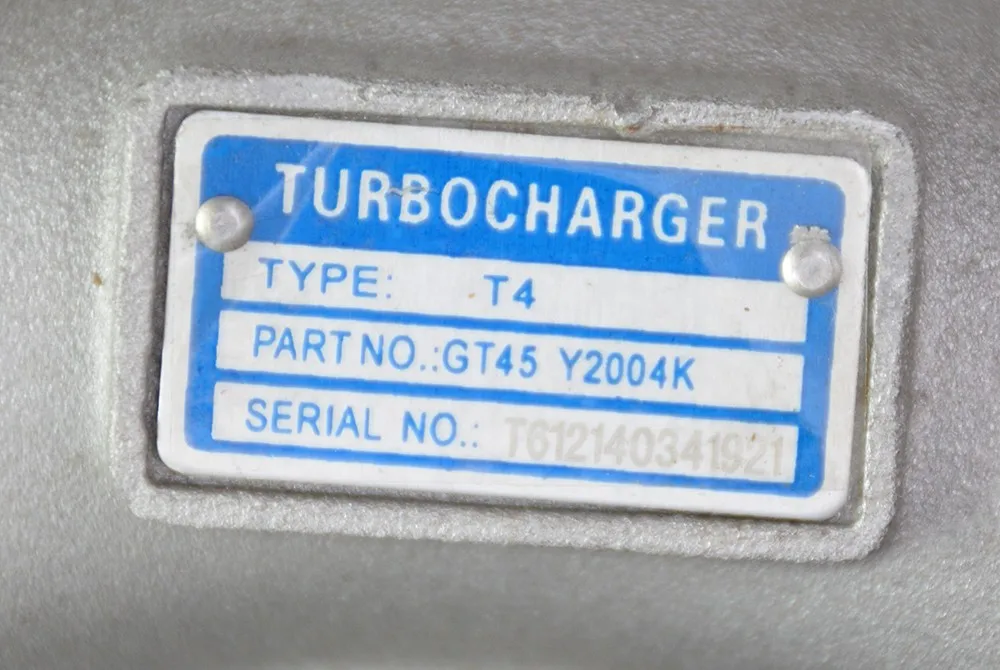 TURBOCHARGER
TYPE: T4
PART NO.:GT45 Y2004K
SERIAL NO.: T612140341921